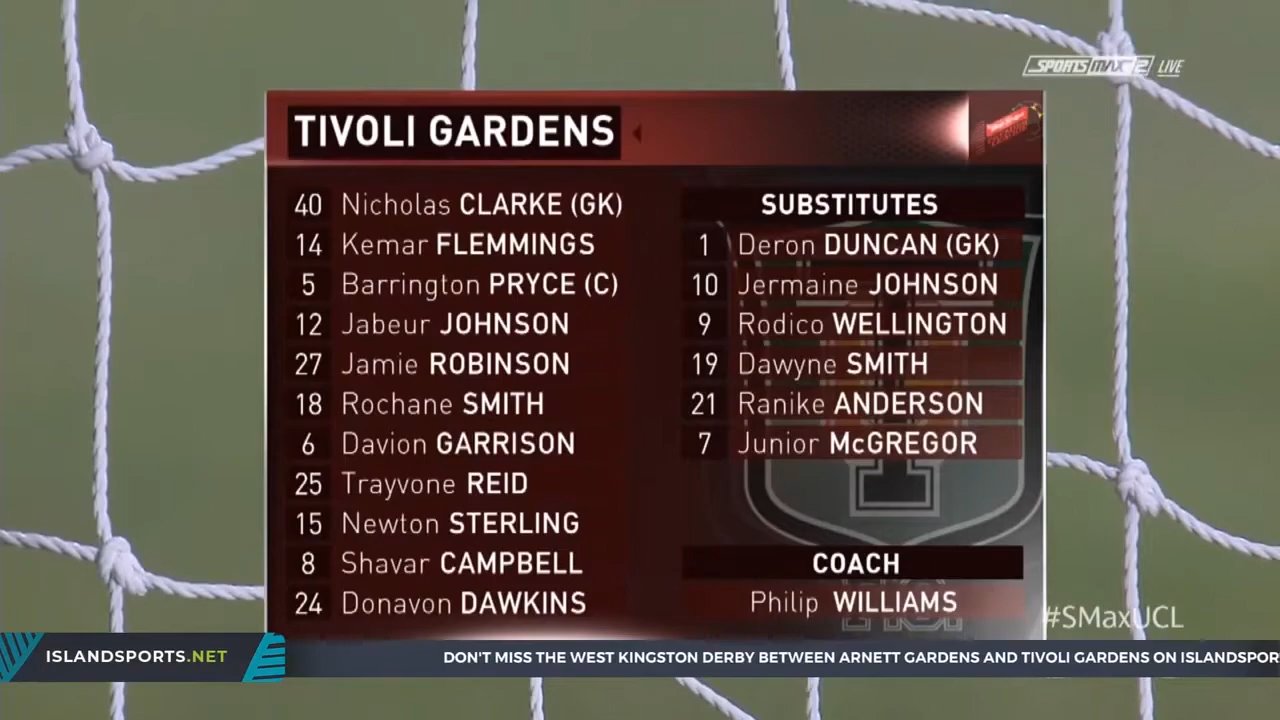 SPORTSMAX 2 LIVE
TIVOLI GARDENS
40 Nicholas CLARKE (GK)
14 Kemar FLEMMINGS
5 Barrington PRYCE (C)
12 Jabeur JOHNSON
27 Jamie ROBINSON
18 Rochane SMITH
6 Davion GARRISON
25 Trayvone REID
15 Newton STERLING
8 Shavar CAMPBELL
24 Donavon DAWKINS
SUBSTITUTES
1 Deron DUNCAN (GK)
10 Jermaine JOHNSON
9 Rodico WELLINGTON
19 Dawyne SMITH
21 Ranike ANDERSON
7 Junior McGREGOR
COACH
Philip WILLIAMS
#SMaxUCL
ISLANDSPORTS.NET
DON'T MISS THE WEST KINGSTON DERBY BETWEEN ARNETT GARDENS AND TIVOLI GARDENS ON ISLANDSPOR